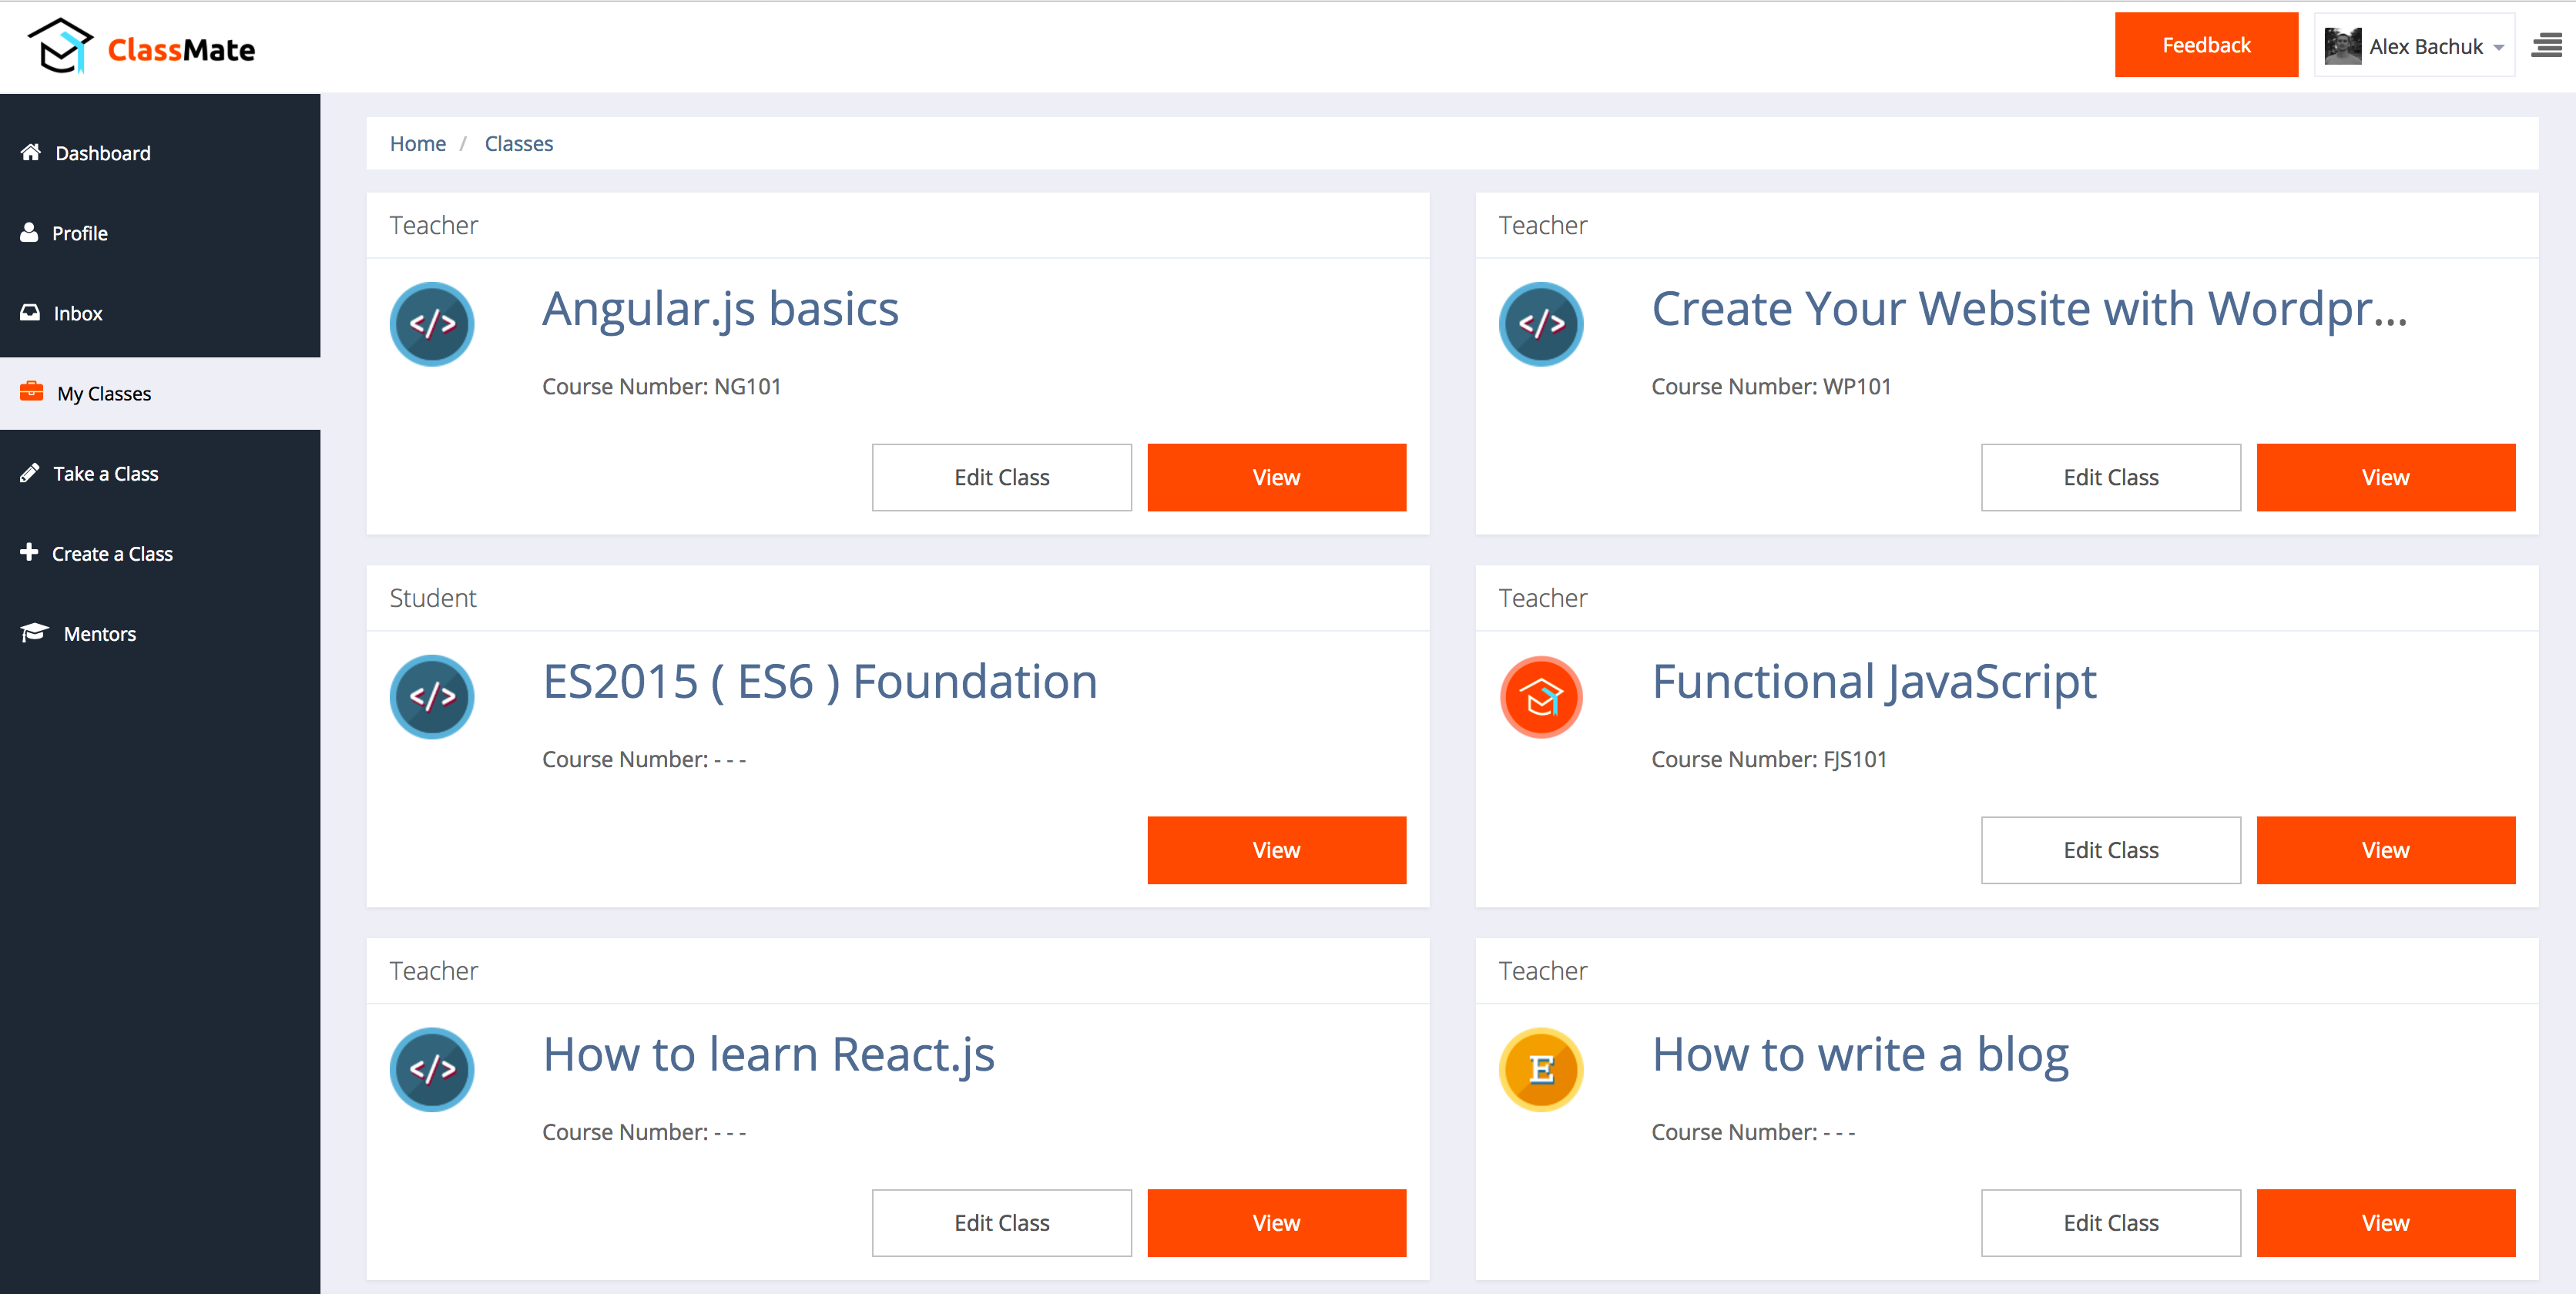 ClassMate
Feedback
Alex Bachuk
Dashboard
Profile
Inbox
My Classes
Take a Class
Create a Class
Mentors
Home / Classes
Teacher
</>
Angular.js basics
Course Number: NG101
Edit Class
View
Teacher
</>
Create Your Website with Wordpr...
Course Number: WP101
Edit Class
View
Student
</>
ES2015 ( ES6 ) Foundation
Course Number: - - -
View
Teacher
Functional JavaScript
Course Number: FJS101
Edit Class
View
Teacher
</>
How to learn React.js
Course Number: - - -
Edit Class
View
Teacher
E
How to write a blog
Course Number: - - -
Edit Class
View